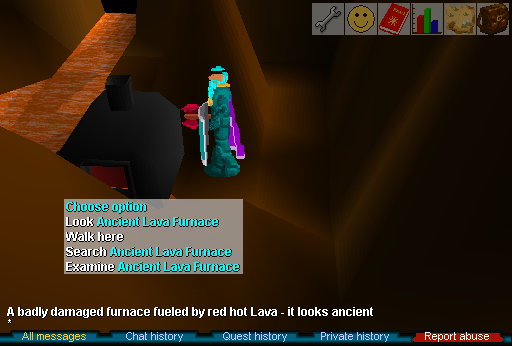 Choose option
Look Ancient Lava Furnace
Walk here
Search Ancient Lava Furnace
Examine Ancient Lava Furnace
A badly damaged furnace fueled by red hot Lava - it looks ancient
*
All messages Chat history Quest history Private history Report abuse